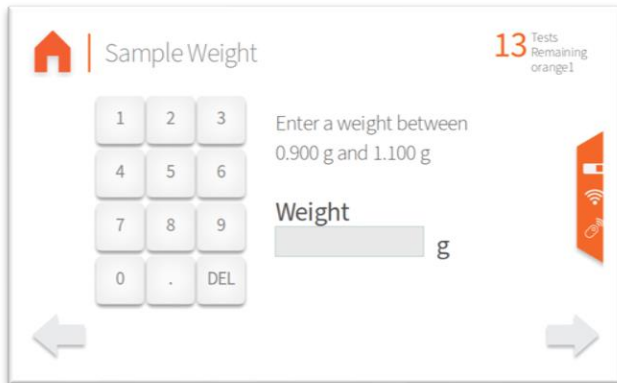 Sample Weight
13 Tests
Remaining
orange1
1 2 3
4 5 6
7 8 9
0 . DEL
Enter a weight between
0.900 g and 1.100 g
Weight
g